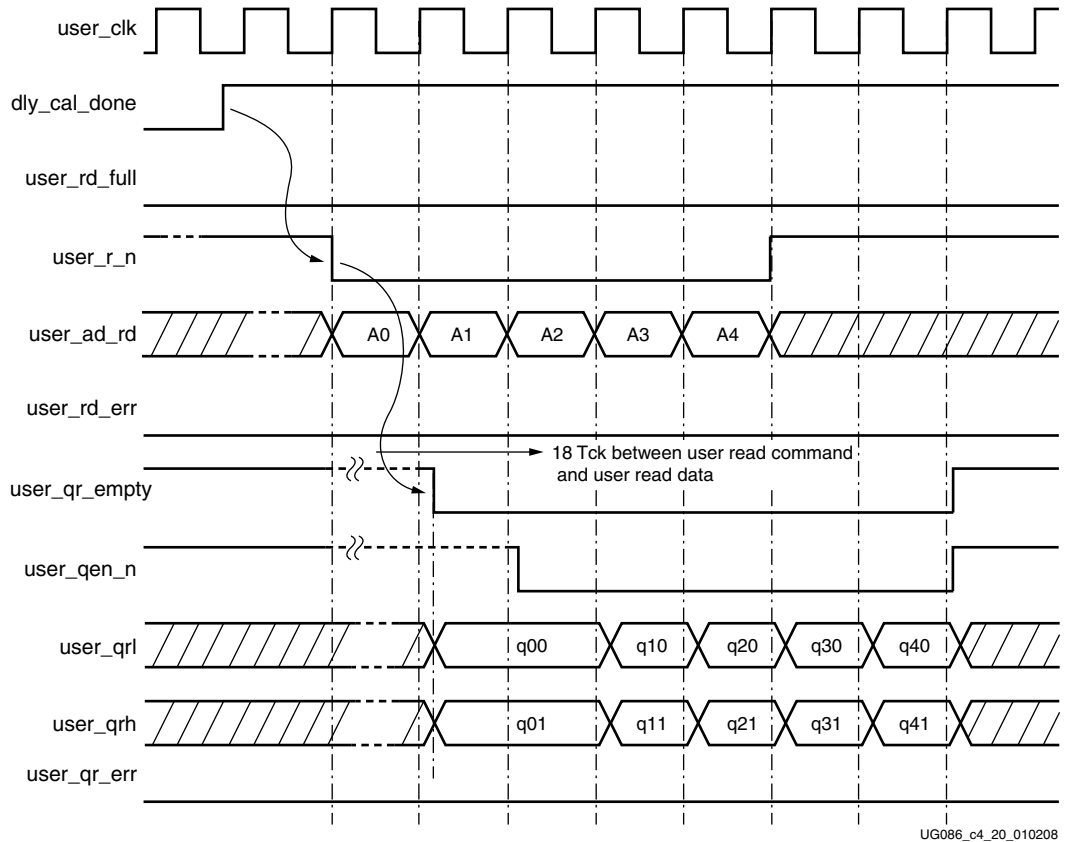 user_clk
dly_cal_done
user_rd_full
user_r_n
user_ad_rd
A0 A1 A2 A3 A4
user_rd_err
18 Tck between user read command
and user read data
user_qr_empty
user_qen_n
user_qrl
q00 q10 q20 q30 q40
user_qrh
q01 q11 q21 q31 q41
user_qr_err
UG086_c4_20_010208